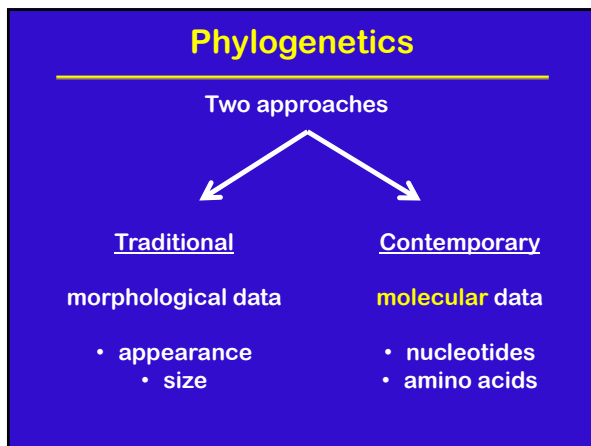 Phylogenetics
Two approaches
Traditional
morphological data
• appearance
• size
Contemporary
molecular data
• nucleotides
• amino acids